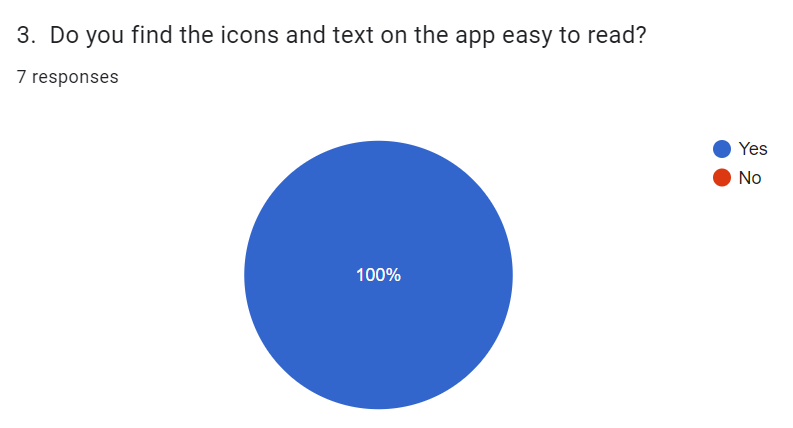 3. Do you find the icons and text on the app easy to read?
7 responses
Yes
No
100%